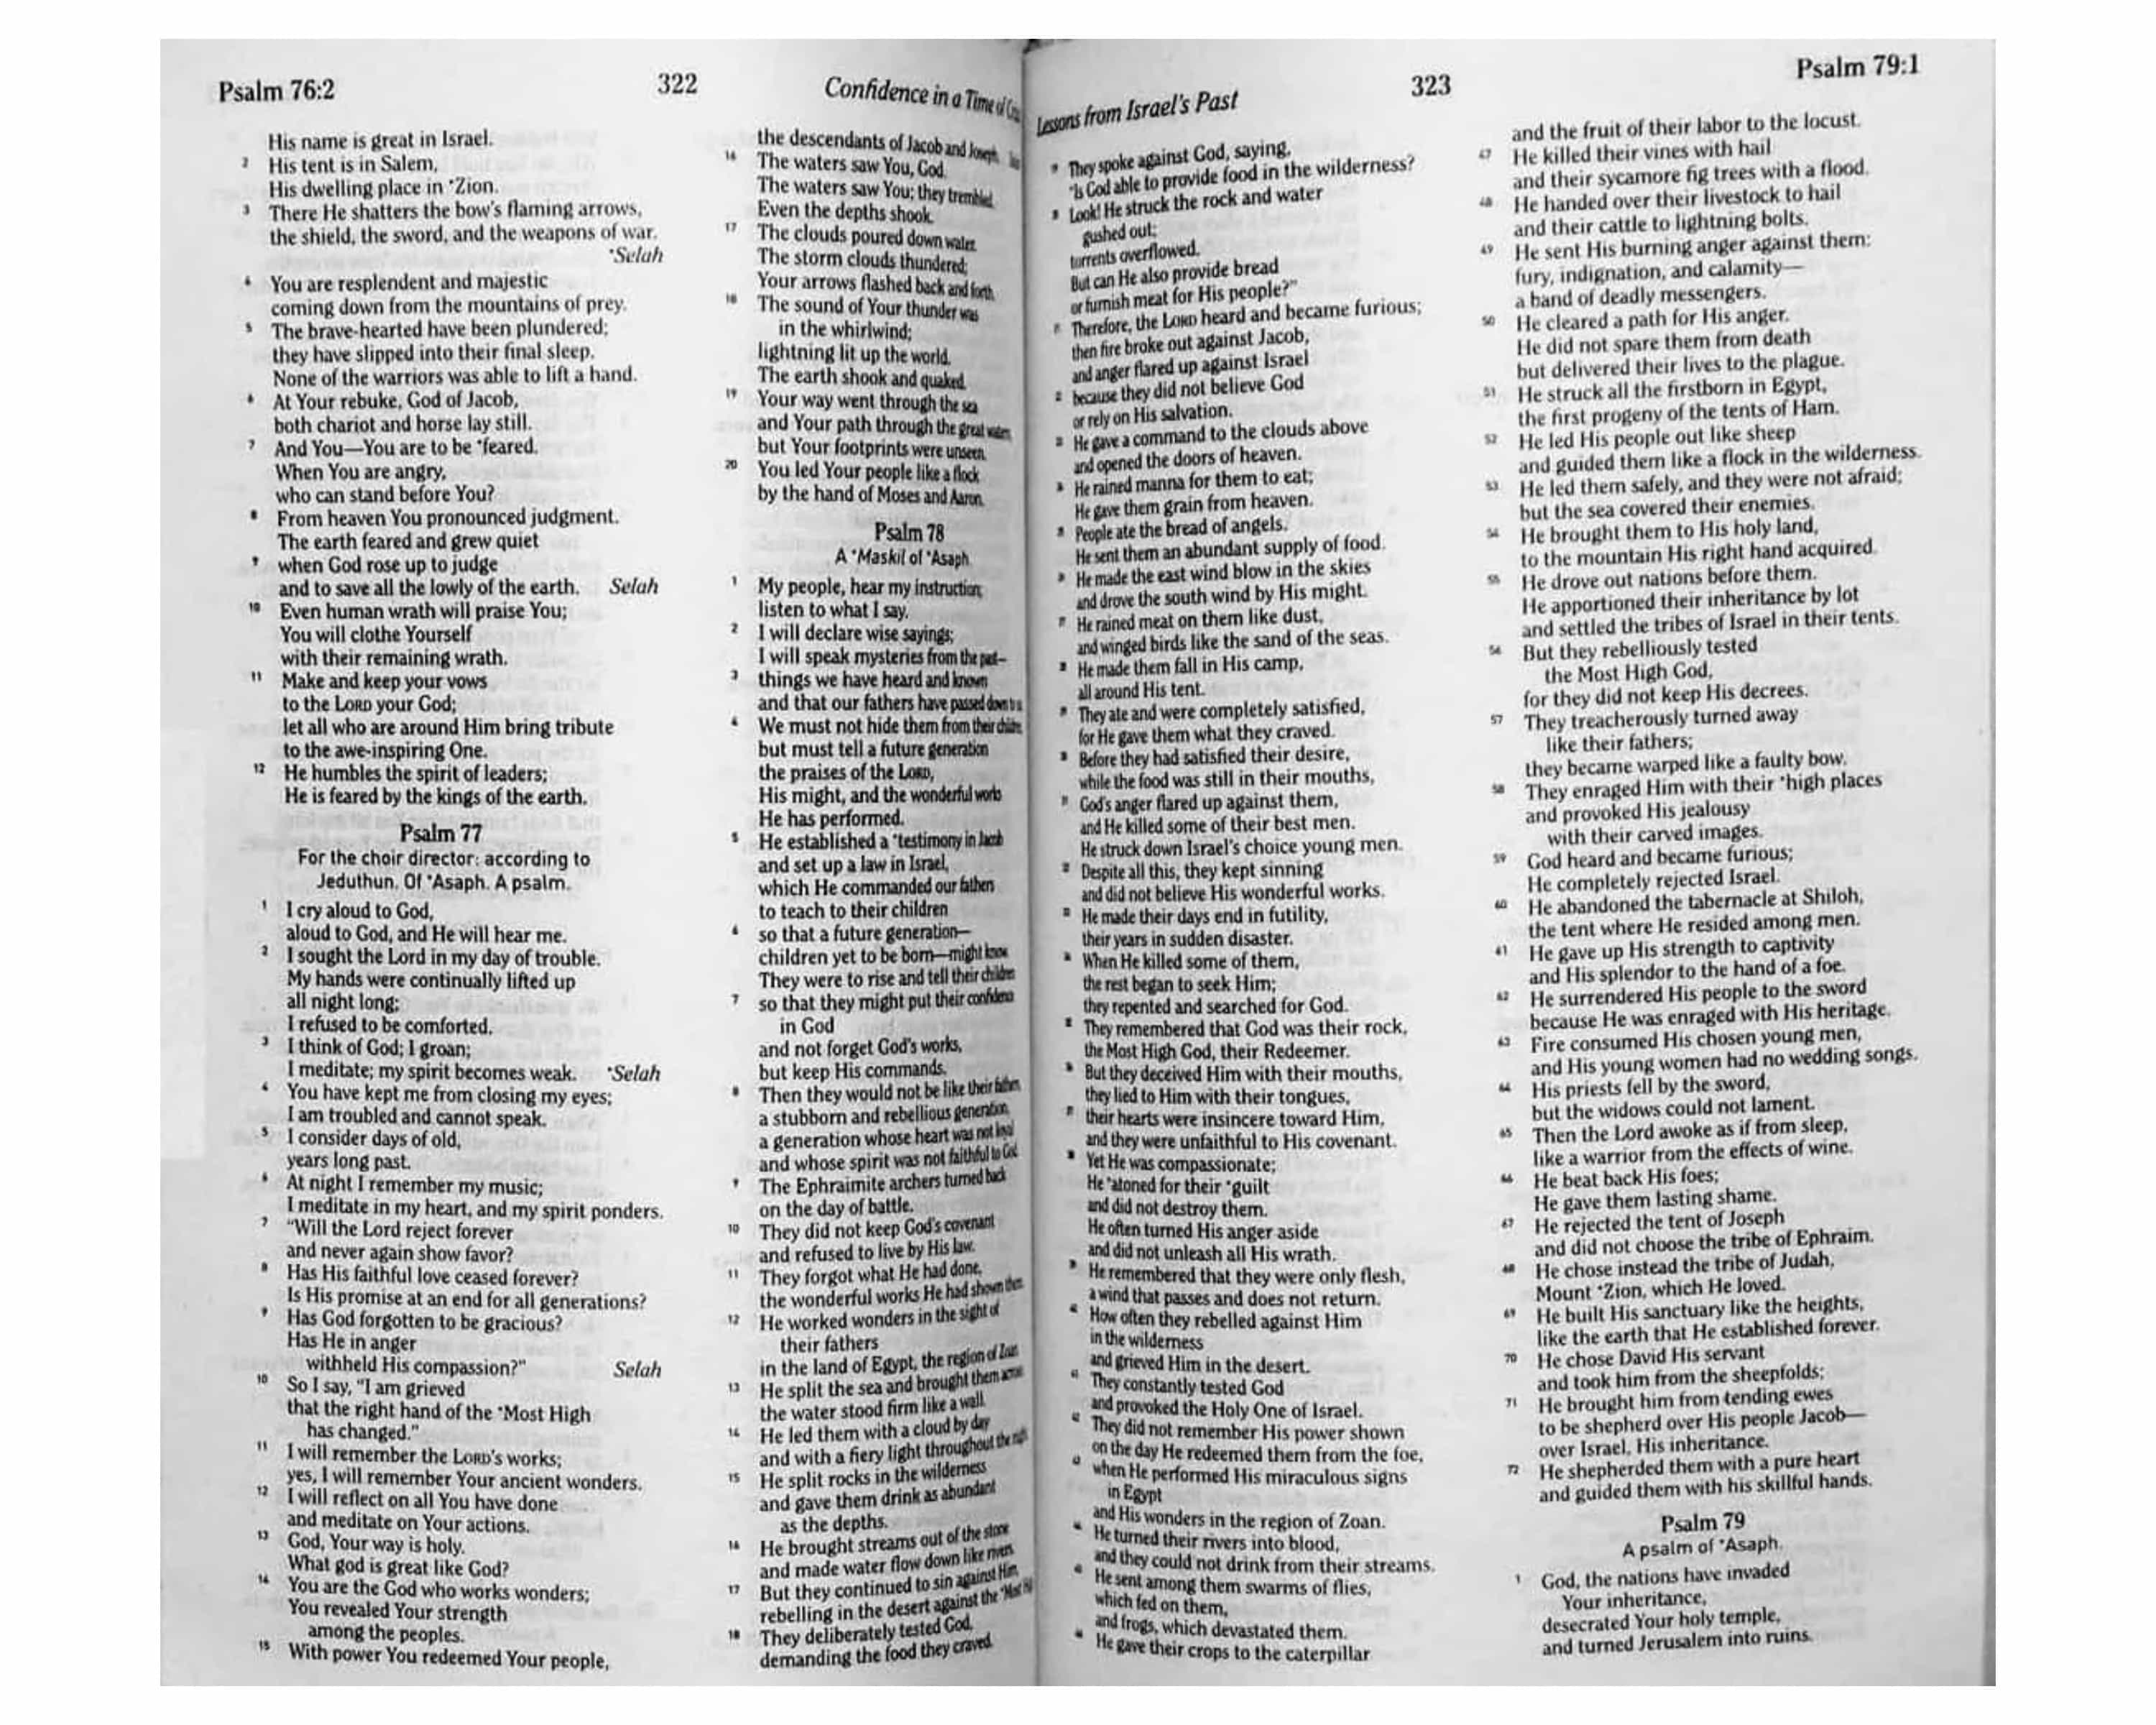 Psalm 76:2
322
Confidence in a Time of
His name is great in Israel.
2 His tent is in Salem,
His dwelling place in *Zion.
3 There He shatters the bow's flaming arrows,
the shield, the sword, and the weapons of war.
*Selah
4 You are resplendent and majestic
coming down from the mountains of prey.
5 The brave-hearted have been plundered;
they have slipped into their final sleep.
None of the warriors was able to lift a hand.
6 At Your rebuke, God of Jacob,
both chariot and horse lay still.
7 And You—You are to be *feared.
When You are angry,
who can stand before You?
8 From heaven You pronounced judgment.
The earth feared and grew quiet
9 when God rose up to judge
and to save all the lowly of the earth. Selah
10 Even human wrath will praise You;
You will clothe Yourself
with their remaining wrath.
11 Make and keep your vows
to the LORD your God;
let all who are around Him bring tribute
to the awe-inspiring One.
12 He humbles the spirit of leaders;
He is feared by the kings of the earth.
Psalm 77
For the choir director: according to
Jeduthun. Of *Asaph. A psalm.
1 I cry aloud to God,
aloud to God, and He will hear me.
2 I sought the Lord in my day of trouble.
My hands were continually lifted up
all night long;
I refused to be comforted.
3 I think of God; I groan;
I meditate; my spirit becomes weak. *Selah
4 You have kept me from closing my eyes;
I am troubled and cannot speak.
5 I consider days of old,
years long past.
6 At night I remember my music;
I meditate in my heart, and my spirit ponders.
7 "Will the Lord reject forever
and never again show favor?
8 Has His faithful love ceased forever?
Is His promise at an end for all generations?
9 Has God forgotten to be gracious?
Has He in anger
withheld His compassion?" Selah
10 So I say, "I am grieved
that the right hand of the *Most High
has changed."
11 I will remember the LORD's works;
yes, I will remember Your ancient wonders.
12 I will reflect on all You have done
and meditate on Your actions.
13 God, Your way is holy.
What god is great like God?
14 You are the God who works wonders;
You revealed Your strength
among the peoples.
15 With power You redeemed Your people,
the descendants of Jacob and Joseph.
16 The waters saw You, God.
The waters saw You; they trembled.
Even the depths shook.
17 The clouds poured down water.
The storm clouds thundered;
Your arrows flashed back and forth.
18 The sound of Your thunder was
in the whirlwind;
lightning lit up the world.
The earth shook and quaked.
19 Your way went through the sea
and Your path through the great waters,
but Your footprints were unseen.
20 You led Your people like a flock
by the hand of Moses and Aaron.
Psalm 78
A *Maskil of *Asaph
1 My people, hear my instruction;
listen to what I say.
2 I will declare wise sayings;
I will speak mysteries from the past—
3 things we have heard and known
and that our fathers have passed down to us
4 We must not hide them from their children,
but must tell a future generation
the praises of the LORD,
His might, and the wonderful works
He has performed.
5 He established a *testimony in Jacob
and set up a law in Israel,
which He commanded our fathers
to teach to their children
6 so that a future generation—
children yet to be born—might know.
They were to rise and tell their children
7 so that they might put their confidence
in God
and not forget God's works,
but keep His commands.
8 Then they would not be like their fathers,
a stubborn and rebellious generation,
a generation whose heart was not loyal
and whose spirit was not faithful to God.
9 The Ephraimite archers turned back
on the day of battle.
10 They did not keep God's covenant
and refused to live by His law.
11 They forgot what He had done,
the wonderful works He had shown them.
12 He worked wonders in the sight of
their fathers
in the land of Egypt, the region of Zoan.
13 He split the sea and brought them across
the water stood firm like a wall.
14 He led them with a cloud by day
and with a fiery light throughout the night.
15 He split rocks in the wilderness
and gave them drink as abundant
as the depths.
16 He brought streams out of the stone
and made water flow down like rivers.
17 But they continued to sin against Him,
rebelling in the desert against the *Most
18 They deliberately tested God,
demanding the food they craved.
Lessons from Israel's Past
323
Psalm 79:1
19 They spoke against God, saying,
"Is God able to provide food in the wilderness?
20 Look! He struck the rock and water
gushed out;
torrents overflowed.
But can He also provide bread
or furnish meat for His people?"
21 Therefore, the LORD heard and became furious;
then fire broke out against Jacob,
and anger flared up against Israel
22 because they did not believe God
or rely on His salvation.
23 He gave a command to the clouds above
and opened the doors of heaven.
24 He rained manna for them to eat;
He gave them grain from heaven.
25 People ate the bread of angels.
He sent them an abundant supply of food.
26 He made the east wind blow in the skies
and drove the south wind by His might.
27 He rained meat on them like dust,
and winged birds like the sand of the seas.
28 He made them fall in His camp,
all around His tent.
29 They ate and were completely satisfied,
for He gave them what they craved.
30 Before they had satisfied their desire,
while the food was still in their mouths,
31 God's anger flared up against them,
and He killed some of their best men.
He struck down Israel's choice young men.
32 Despite all this, they kept sinning
and did not believe His wonderful works.
33 He made their days end in futility,
their years in sudden disaster.
34 When He killed some of them,
the rest began to seek Him;
they repented and searched for God.
35 They remembered that God was their rock,
the Most High God, their Redeemer.
36 But they deceived Him with their mouths,
they lied to Him with their tongues,
37 their hearts were insincere toward Him,
and they were unfaithful to His covenant.
38 Yet He was compassionate;
He *atoned for their *guilt
and did not destroy them.
He often turned His anger aside
and did not unleash all His wrath.
39 He remembered that they were only flesh,
a wind that passes and does not return.
40 How often they rebelled against Him
in the wilderness
and grieved Him in the desert.
41 They constantly tested God
and provoked the Holy One of Israel.
42 They did not remember His power shown
on the day He redeemed them from the foe,
43 when He performed His miraculous signs
in Egypt
and His wonders in the region of Zoan.
44 He turned their rivers into blood,
and they could not drink from their streams.
45 He sent among them swarms of flies,
which fed on them,
and frogs, which devastated them.
46 He gave their crops to the caterpillar
and the fruit of their labor to the locust.
47 He killed their vines with hail
and their sycamore fig trees with a flood.
48 He handed over their livestock to hail
and their cattle to lightning bolts.
49 He sent His burning anger against them:
fury, indignation, and calamity—
a band of deadly messengers.
50 He cleared a path for His anger.
He did not spare them from death
but delivered their lives to the plague.
51 He struck all the firstborn in Egypt,
the first progeny of the tents of Ham.
52 He led His people out like sheep
and guided them like a flock in the wilderness.
53 He led them safely, and they were not afraid;
but the sea covered their enemies.
54 He brought them to His holy land,
to the mountain His right hand acquired.
55 He drove out nations before them.
He apportioned their inheritance by lot
and settled the tribes of Israel in their tents.
56 But they rebelliously tested
the Most High God,
for they did not keep His decrees.
57 They treacherously turned away
like their fathers;
they became warped like a faulty bow.
58 They enraged Him with their *high places
and provoked His jealousy
with their carved images.
59 God heard and became furious;
He completely rejected Israel.
60 He abandoned the tabernacle at Shiloh,
the tent where He resided among men.
61 He gave up His strength to captivity
and His splendor to the hand of a foe.
62 He surrendered His people to the sword
because He was enraged with His heritage.
63 Fire consumed His chosen young men,
and His young women had no wedding songs.
64 His priests fell by the sword,
but the widows could not lament.
65 Then the Lord awoke as if from sleep,
like a warrior from the effects of wine.
66 He beat back His foes;
He gave them lasting shame.
67 He rejected the tent of Joseph
and did not choose the tribe of Ephraim.
68 He chose instead the tribe of Judah,
Mount *Zion, which He loved.
69 He built His sanctuary like the heights,
like the earth that He established forever.
70 He chose David His servant
and took him from the sheepfolds;
71 He brought him from tending ewes
to be shepherd over His people Jacob—
over Israel, His inheritance.
72 He shepherded them with a pure heart
and guided them with his skillful hands.
Psalm 79
A psalm of *Asaph.
1 God, the nations have invaded
Your inheritance,
desecrated Your holy temple,
and turned Jerusalem into ruins.